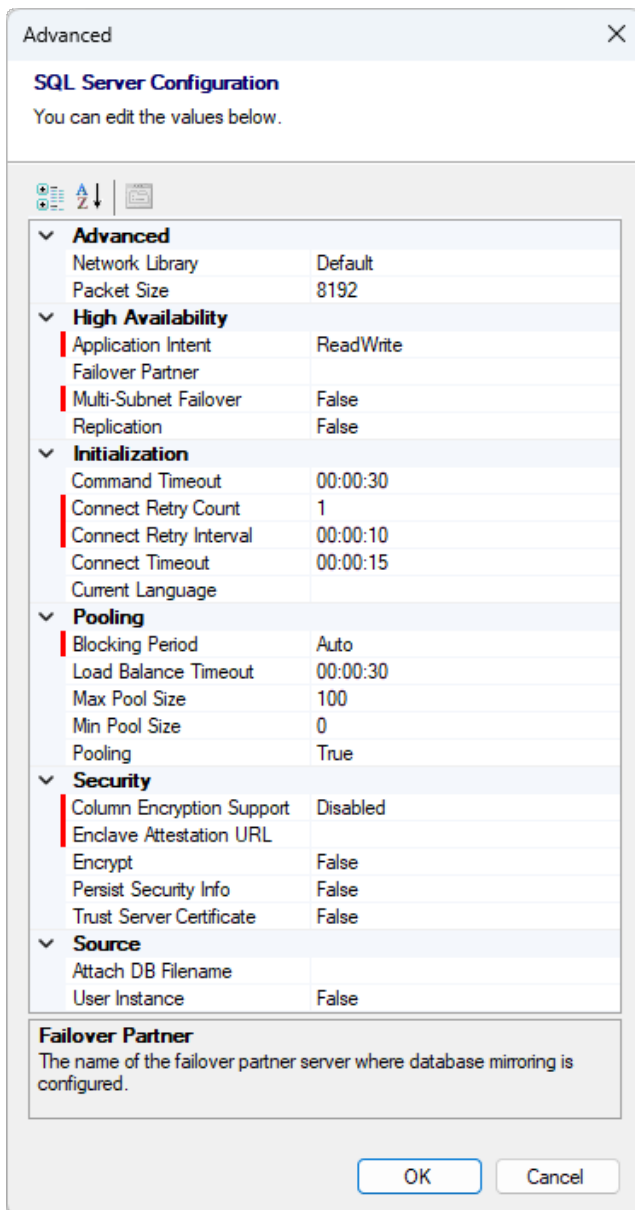 Advanced
SQL Server Configuration
You can edit the values below.
Advanced
Network Library Default
Packet Size 8192
High Availability
Application Intent ReadWrite
Failover Partner
Multi-Subnet Failover False
Replication False
Initialization
Command Timeout 00:00:30
Connect Retry Count 1
Connect Retry Interval 00:00:10
Connect Timeout 00:00:15
Current Language
Pooling
Blocking Period Auto
Load Balance Timeout 00:00:30
Max Pool Size 100
Min Pool Size 0
Pooling True
Security
Column Encryption Support Disabled
Enclave Attestation URL
Encrypt False
Persist Security Info False
Trust Server Certificate False
Source
Attach DB Filename
User Instance False
Failover Partner
The name of the failover partner server where database mirroring is
configured.
OK Cancel